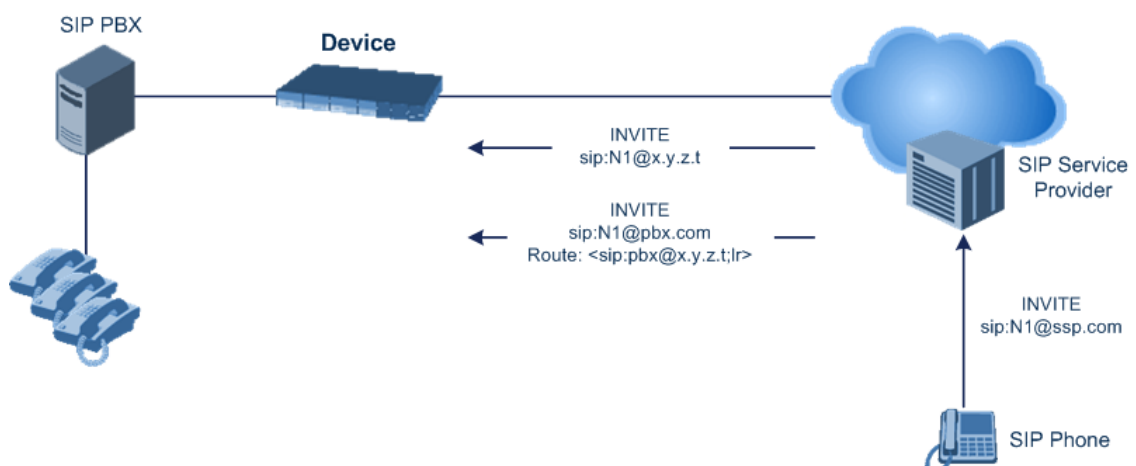 SIP PBX
Device
INVITE
sip:N1@x.y.z.t
SIP Service
Provider
INVITE
sip:N1@pbx.com
Route: <sip:pbx@x.y.z.t;lr>
INVITE
sip:N1@ssp.com
SIP Phone